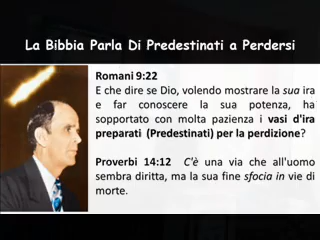 La Bibbia Parla Di Predestinati a Perdersi
Romani 9:22
E che dire se Dio, volendo mostrare la sua ira
e far conoscere la sua potenza, ha
sopportato con molta pazienza i vasi d'ira
preparati (Predestinati) per la perdizione?
Proverbi 14:12 C'è una via che all'uomo
sembra diritta, ma la sua fine sfocia in vie di
morte.